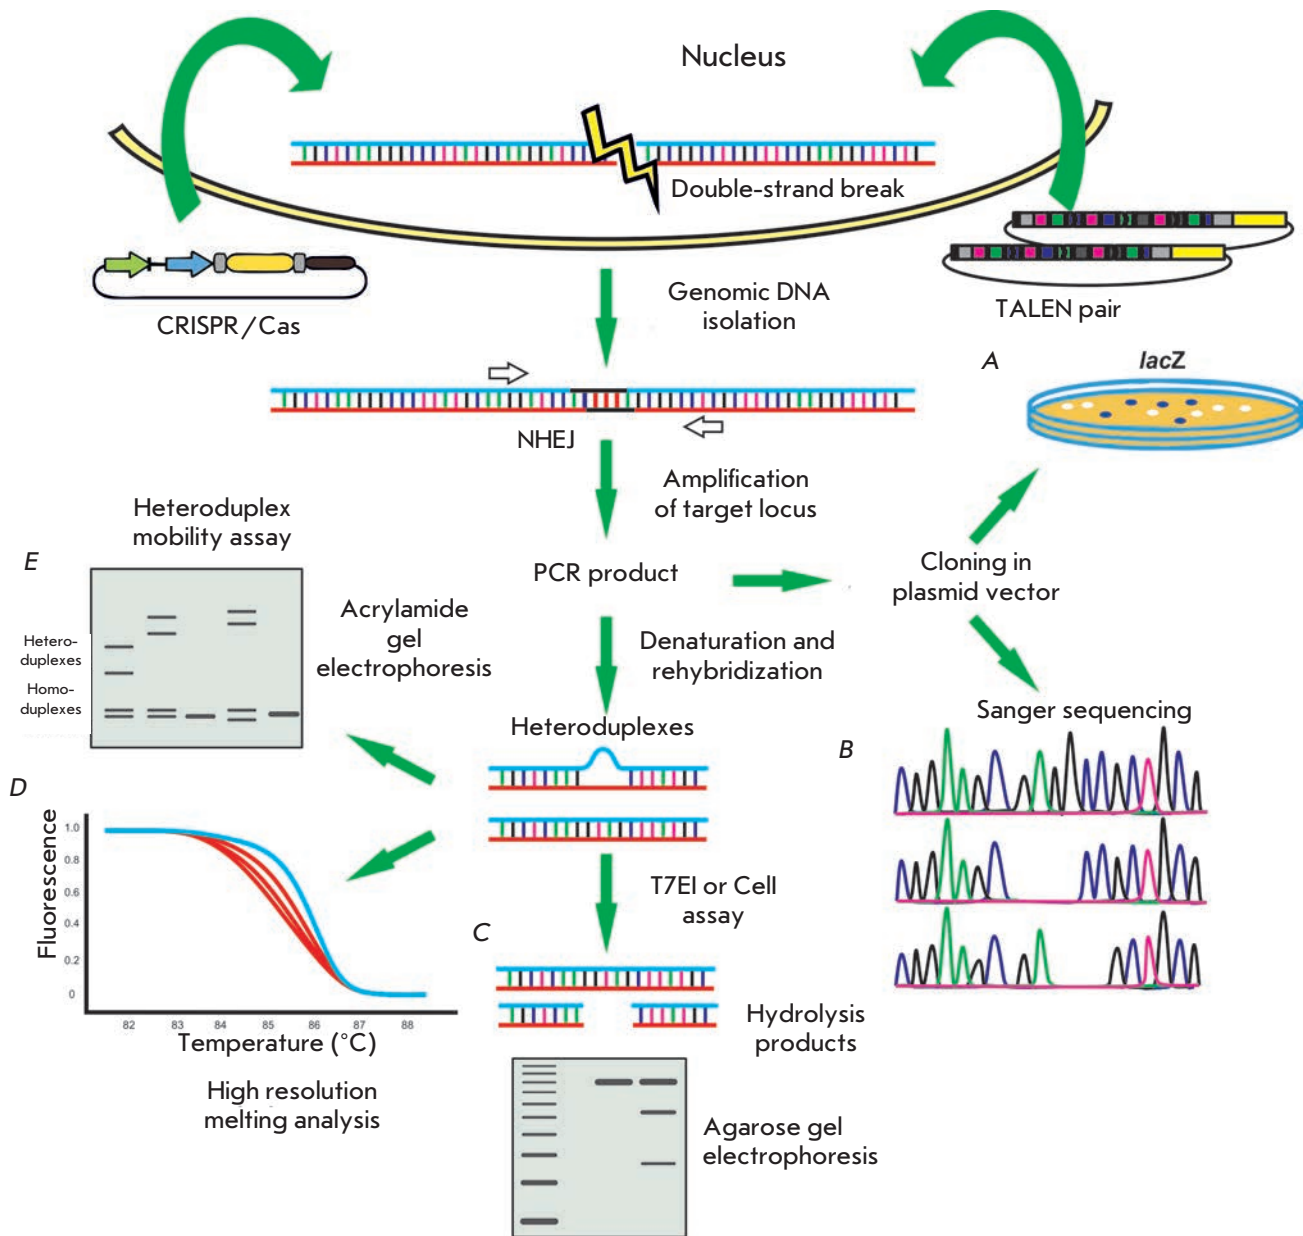 Nucleus
Double-strand break
CRISPR/Cas
TALEN pair
Genomic DNA
isolation
NHEJ
A
lacZ
Amplification
of target locus
PCR product
Cloning in
plasmid vector
Denaturation and
rehybridization
Heteroduplex
mobility assay
E
Hetero-
duplexes
Homo-
duplexes
Acrylamide
gel
electrophoresis
Heteroduplexes
Sanger sequencing
B
D
Fluorescence
1.0
0.8
0.6
0.4
0.2
0
82 83 84 85 86 87 88
Temperature (°C)
High resolution
melting analysis
T7EI or Cell
assay
C
Hydrolysis
products
Agarose gel
electrophoresis